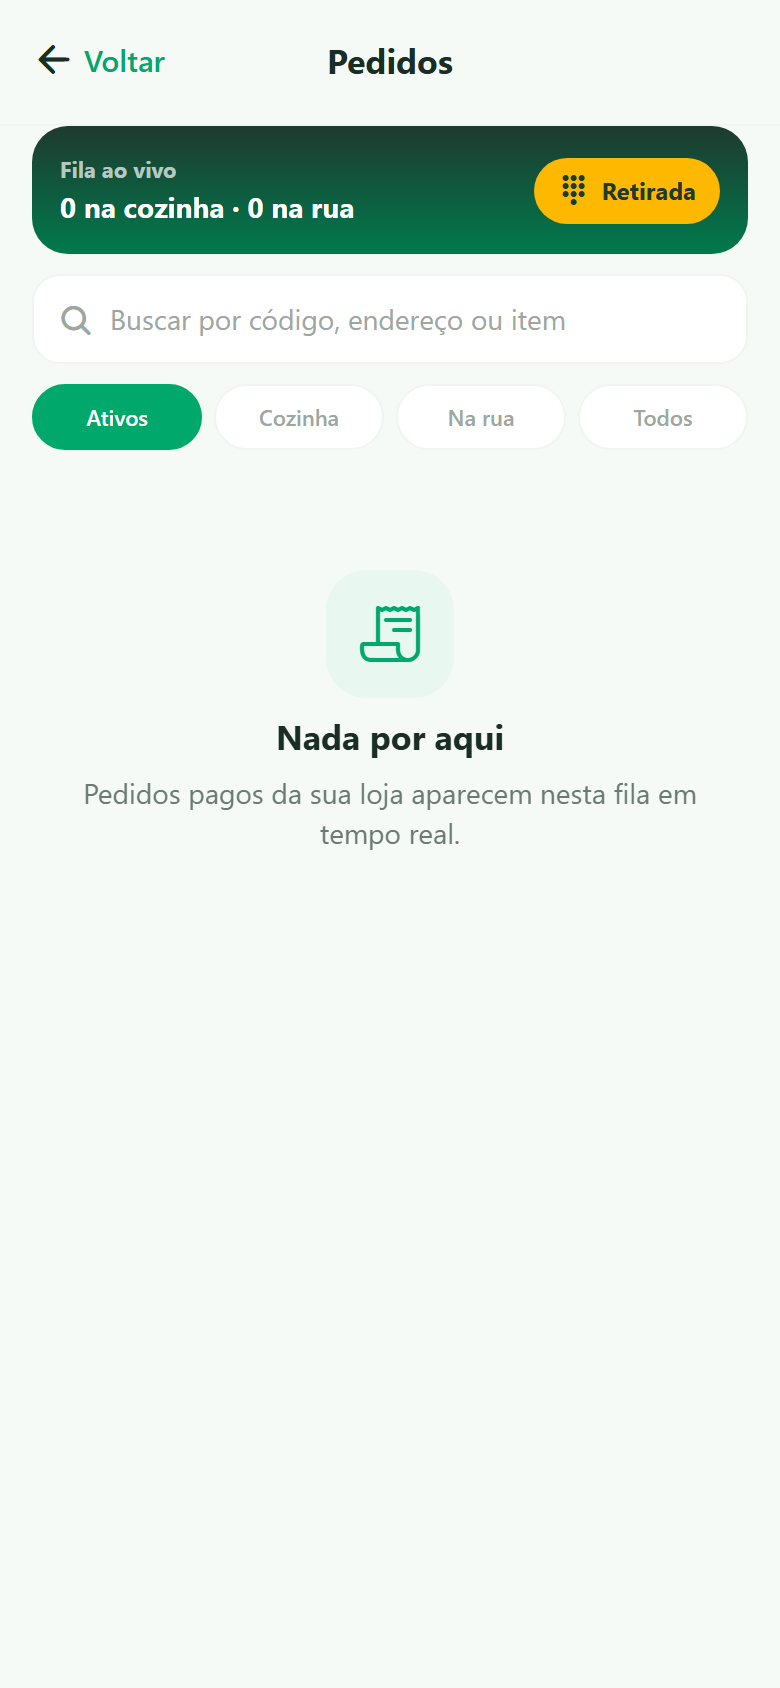 Voltar
Pedidos
Fila ao vivo
0 na cozinha · 0 na rua
Retirada
Buscar por código, endereço ou item
Ativos
Cozinha
Na rua
Todos
Nada por aqui
Pedidos pagos da sua loja aparecem nesta fila em
tempo real.